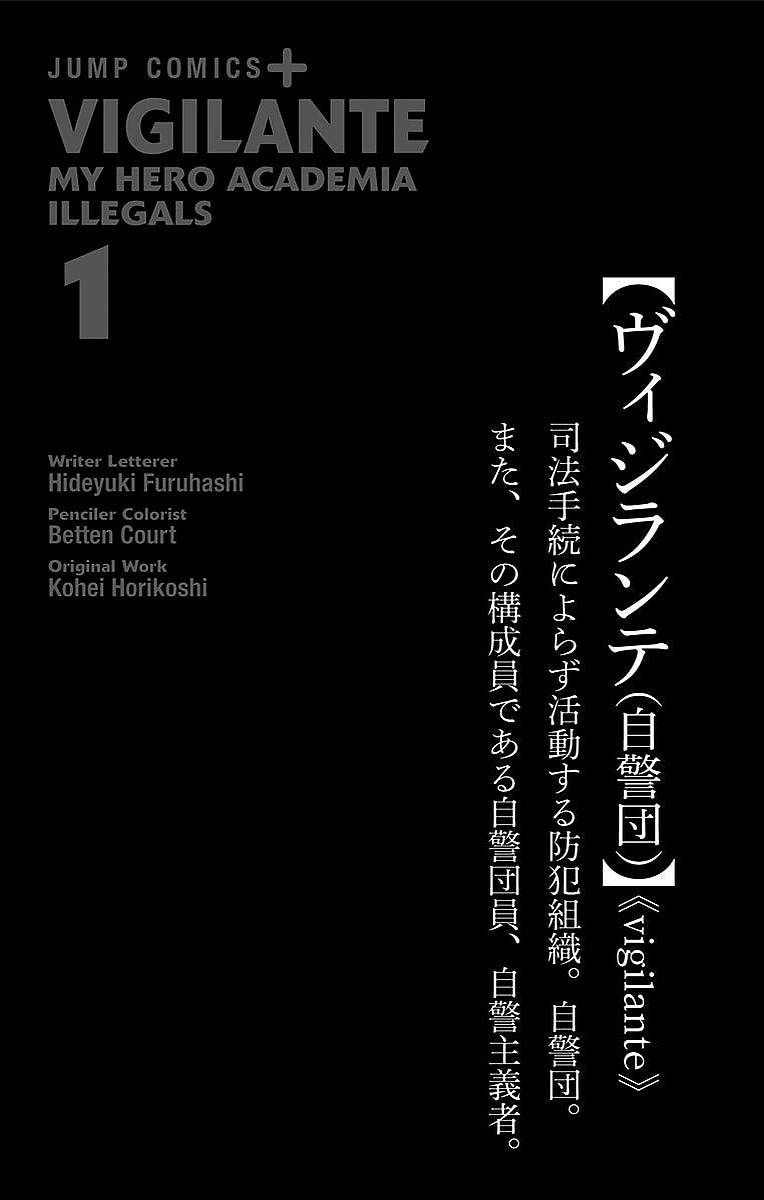 JUMP COMICS+
VIGILANTE
MY HERO ACADEMIA
ILLEGALS
1
Writer Letterer
Hideyuki Furuhashi
Penciler Colorist
Betten Court
Original Work
Kohei Horikoshi
【ヴィジランテ(自警団)】《vigilante》
司法手続によらず活動する防犯組織。自警団。
また、その構成員である自警団員、自警主義者。